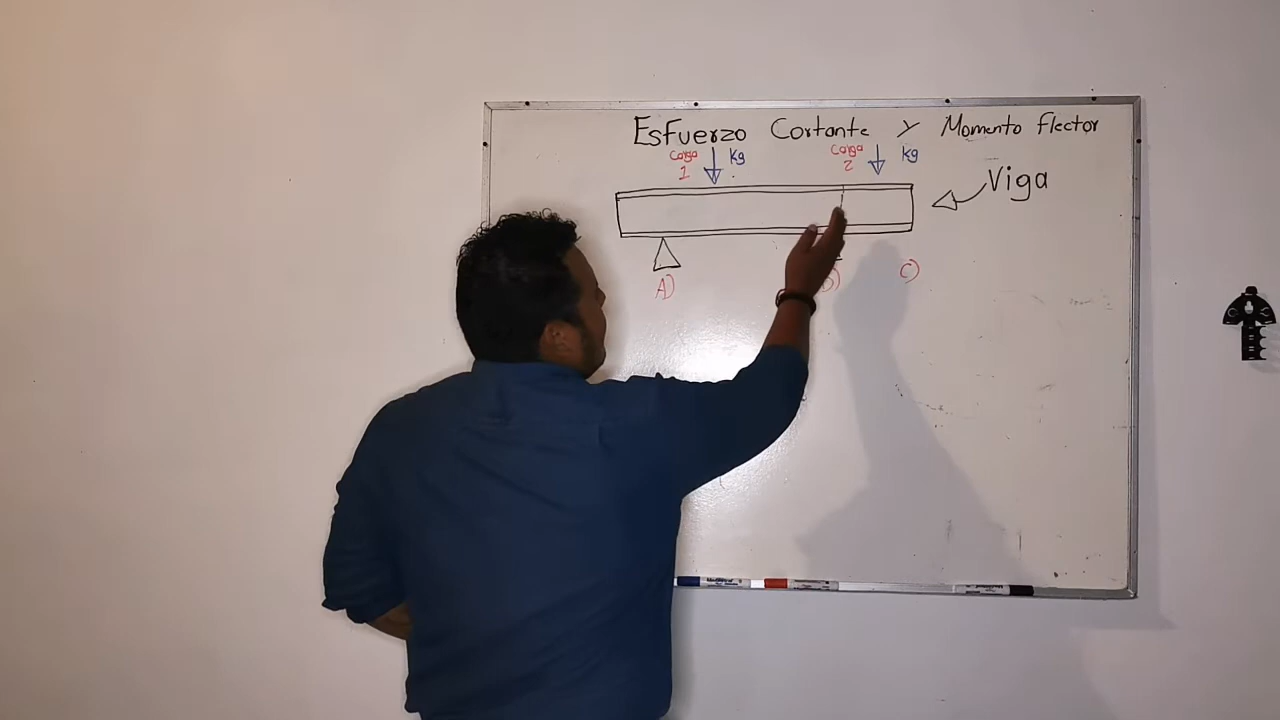 Esfuerzo Cortante y Momento flector
Carga 1 kg
Carga 2 kg
Viga
A)
B)
C)